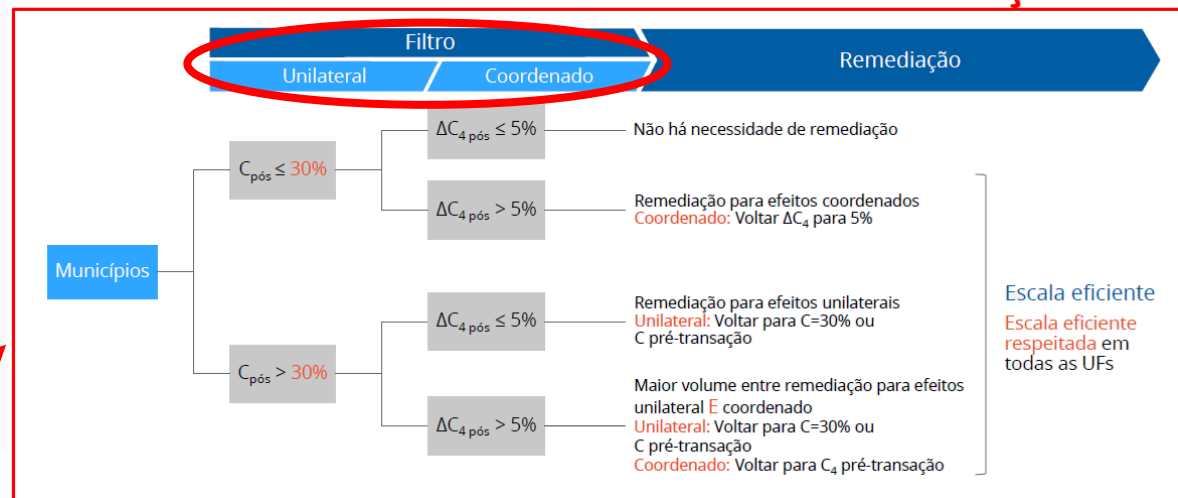 Filtro
Unilateral
Coordenado
Remediação
Municípios
C pós ≤ 30%
ΔC4 pós ≤ 5%
Não há necessidade de remediação
ΔC4 pós > 5%
Remediação para efeitos coordenados
Coordenado: Voltar ΔC4 para 5%
C pós > 30%
ΔC4 pós ≤ 5%
Remediação para efeitos unilaterais
Unilateral: Voltar para C=30% ou
C pré-transação
ΔC4 pós > 5%
Maior volume entre remediação para efeitos
unilateral E coordenado
Unilateral: Voltar para C=30% ou
C pré-transação
Coordenado: Voltar para C4 pré-transação
Escala eficiente
Escala eficiente
respeitada em
todas as UFs